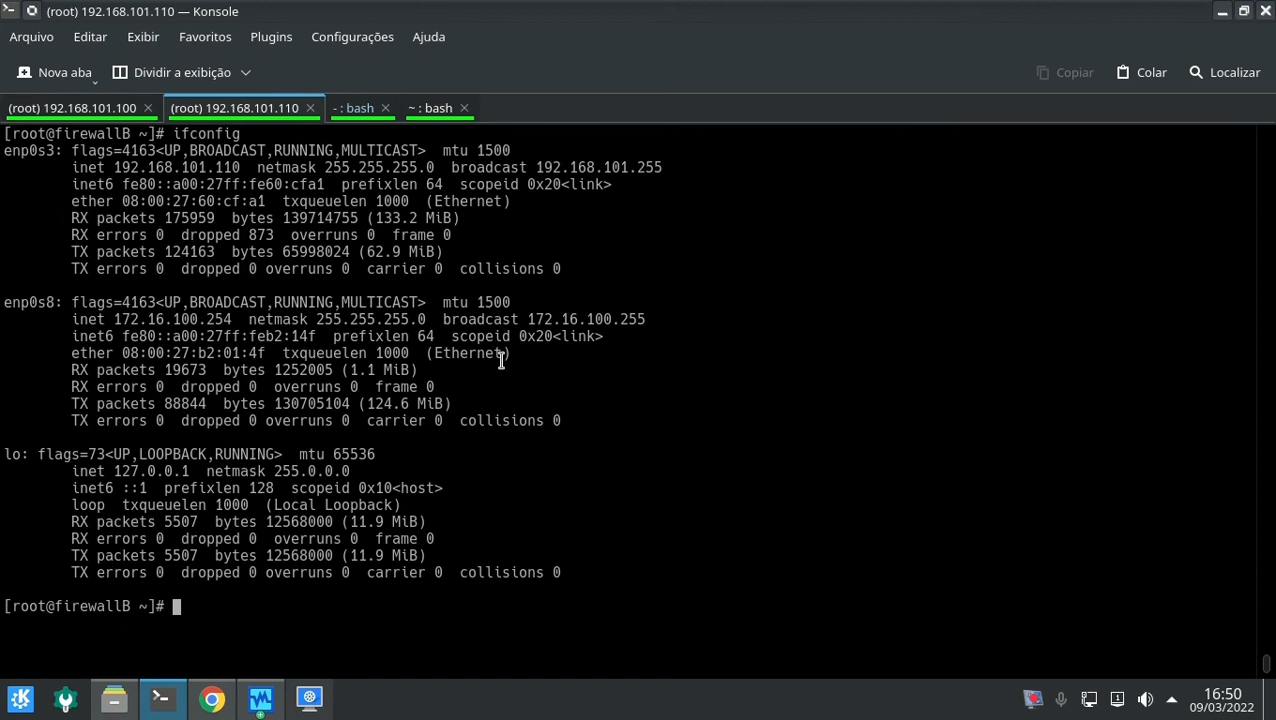 (root) 192.168.101.110 — Konsole
Arquivo Editar Exibir Favoritos Plugins Configurações Ajuda
Nova aba Dividir a exibição Copiar Colar Localizar
(root) 192.168.101.100 (root) 192.168.101.110 - : bash ~ : bash
[root@firewallB ~]# ifconfig
enp0s3: flags=4163<UP,BROADCAST,RUNNING,MULTICAST>  mtu 1500
        inet 192.168.101.110  netmask 255.255.255.0  broadcast 192.168.101.255
        inet6 fe80::a00:27ff:fe60:cfa1  prefixlen 64  scopeid 0x20<link>
        ether 08:00:27:60:cf:a1  txqueuelen 1000  (Ethernet)
        RX packets 175959  bytes 139714755 (133.2 MiB)
        RX errors 0  dropped 873  overruns 0  frame 0
        TX packets 124163  bytes 65998024 (62.9 MiB)
        TX errors 0  dropped 0 overruns 0  carrier 0  collisions 0
enp0s8: flags=4163<UP,BROADCAST,RUNNING,MULTICAST>  mtu 1500
        inet 172.16.100.254  netmask 255.255.255.0  broadcast 172.16.100.255
        inet6 fe80::a00:27ff:feb2:14f  prefixlen 64  scopeid 0x20<link>
        ether 08:00:27:b2:01:4f  txqueuelen 1000  (Ethernet)
        RX packets 19673  bytes 1252005 (1.1 MiB)
        RX errors 0  dropped 0  overruns 0  frame 0
        TX packets 88844  bytes 130705104 (124.6 MiB)
        TX errors 0  dropped 0 overruns 0  carrier 0  collisions 0
lo: flags=73<UP,LOOPBACK,RUNNING>  mtu 65536
        inet 127.0.0.1  netmask 255.0.0.0
        inet6 ::1  prefixlen 128  scopeid 0x10<host>
        loop  txqueuelen 1000  (Local Loopback)
        RX packets 5507  bytes 12568000 (11.9 MiB)
        RX errors 0  dropped 0  overruns 0  frame 0
        TX packets 5507  bytes 12568000 (11.9 MiB)
        TX errors 0  dropped 0 overruns 0  carrier 0  collisions 0
[root@firewallB ~]#
16:50
09/03/2022